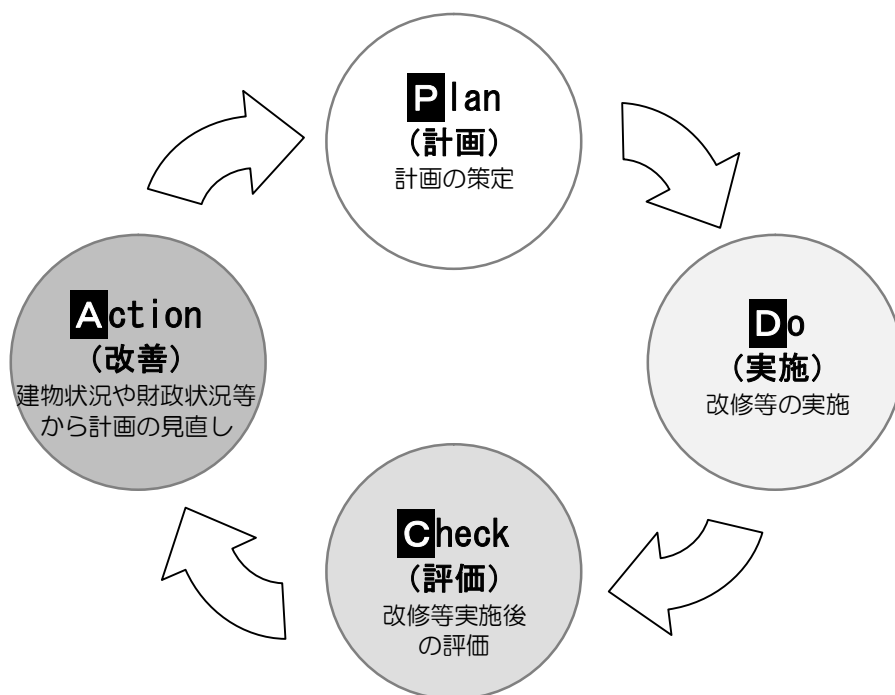 Plan
(計画)
計画の策定
Do
(実施)
改修等の実施
Check
(評価)
改修等実施後
の評価
Action
(改善)
建物状況や財政状況等
から計画の見直し